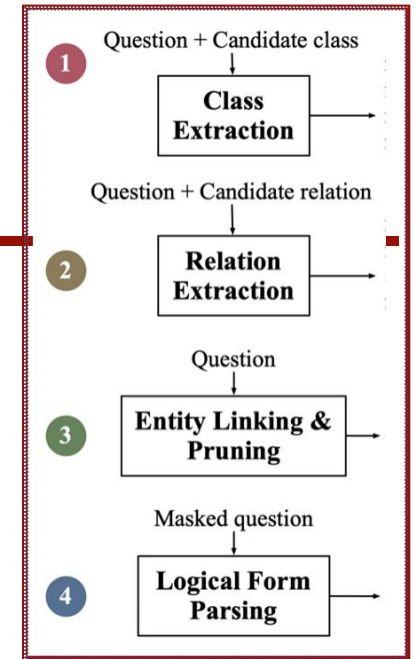 Question + Candidate class
1
Class
Extraction
Question + Candidate relation
2
Relation
Extraction
Question
3
Entity Linking &
Pruning
Masked question
4
Logical Form
Parsing